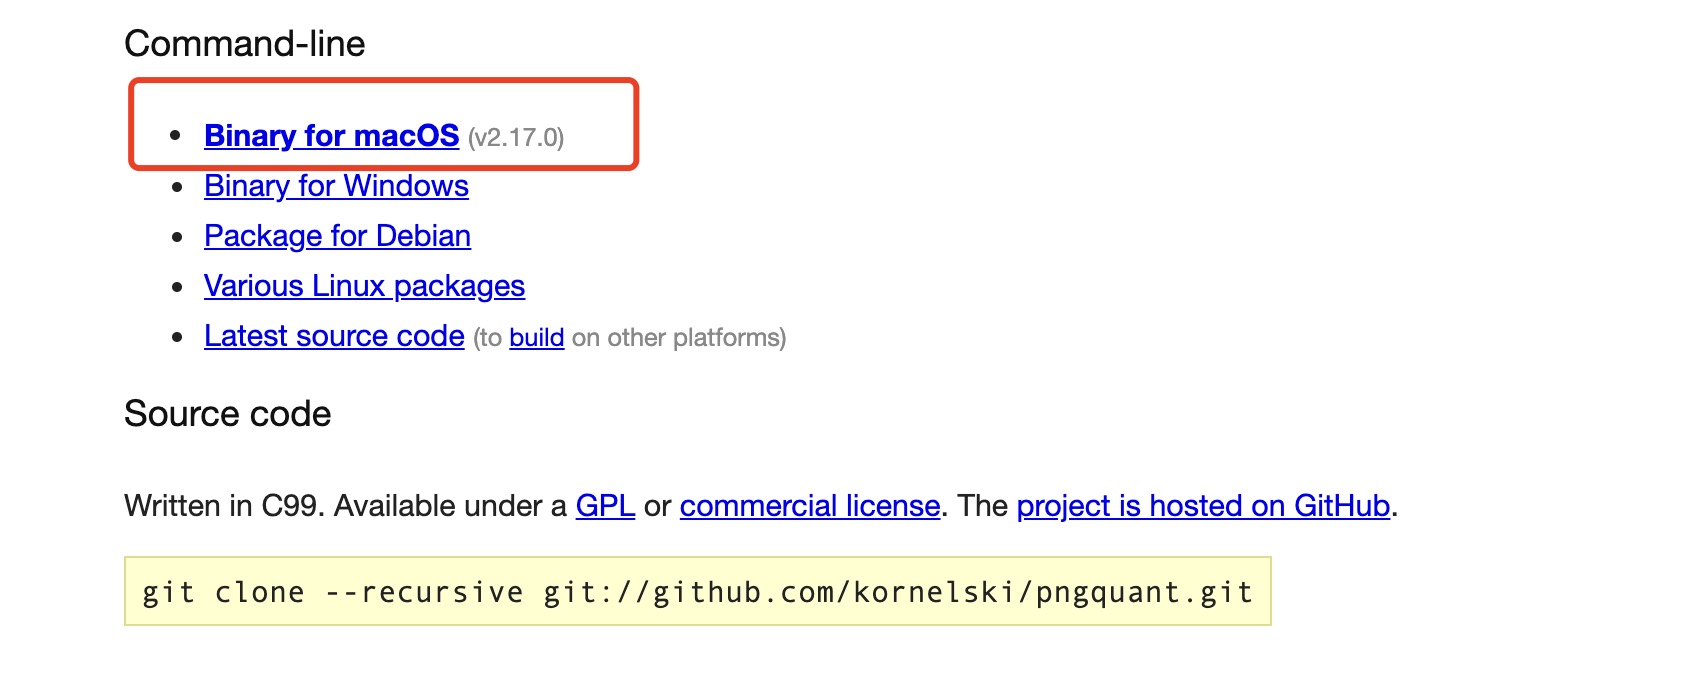 Command-line
Binary for macOS (v2.17.0)
Binary for Windows
Package for Debian
Various Linux packages
Latest source code (to build on other platforms)
Source code
Written in C99. Available under a GPL or commercial license. The project is hosted on GitHub.
git clone --recursive git://github.com/kornelski/pngquant.git